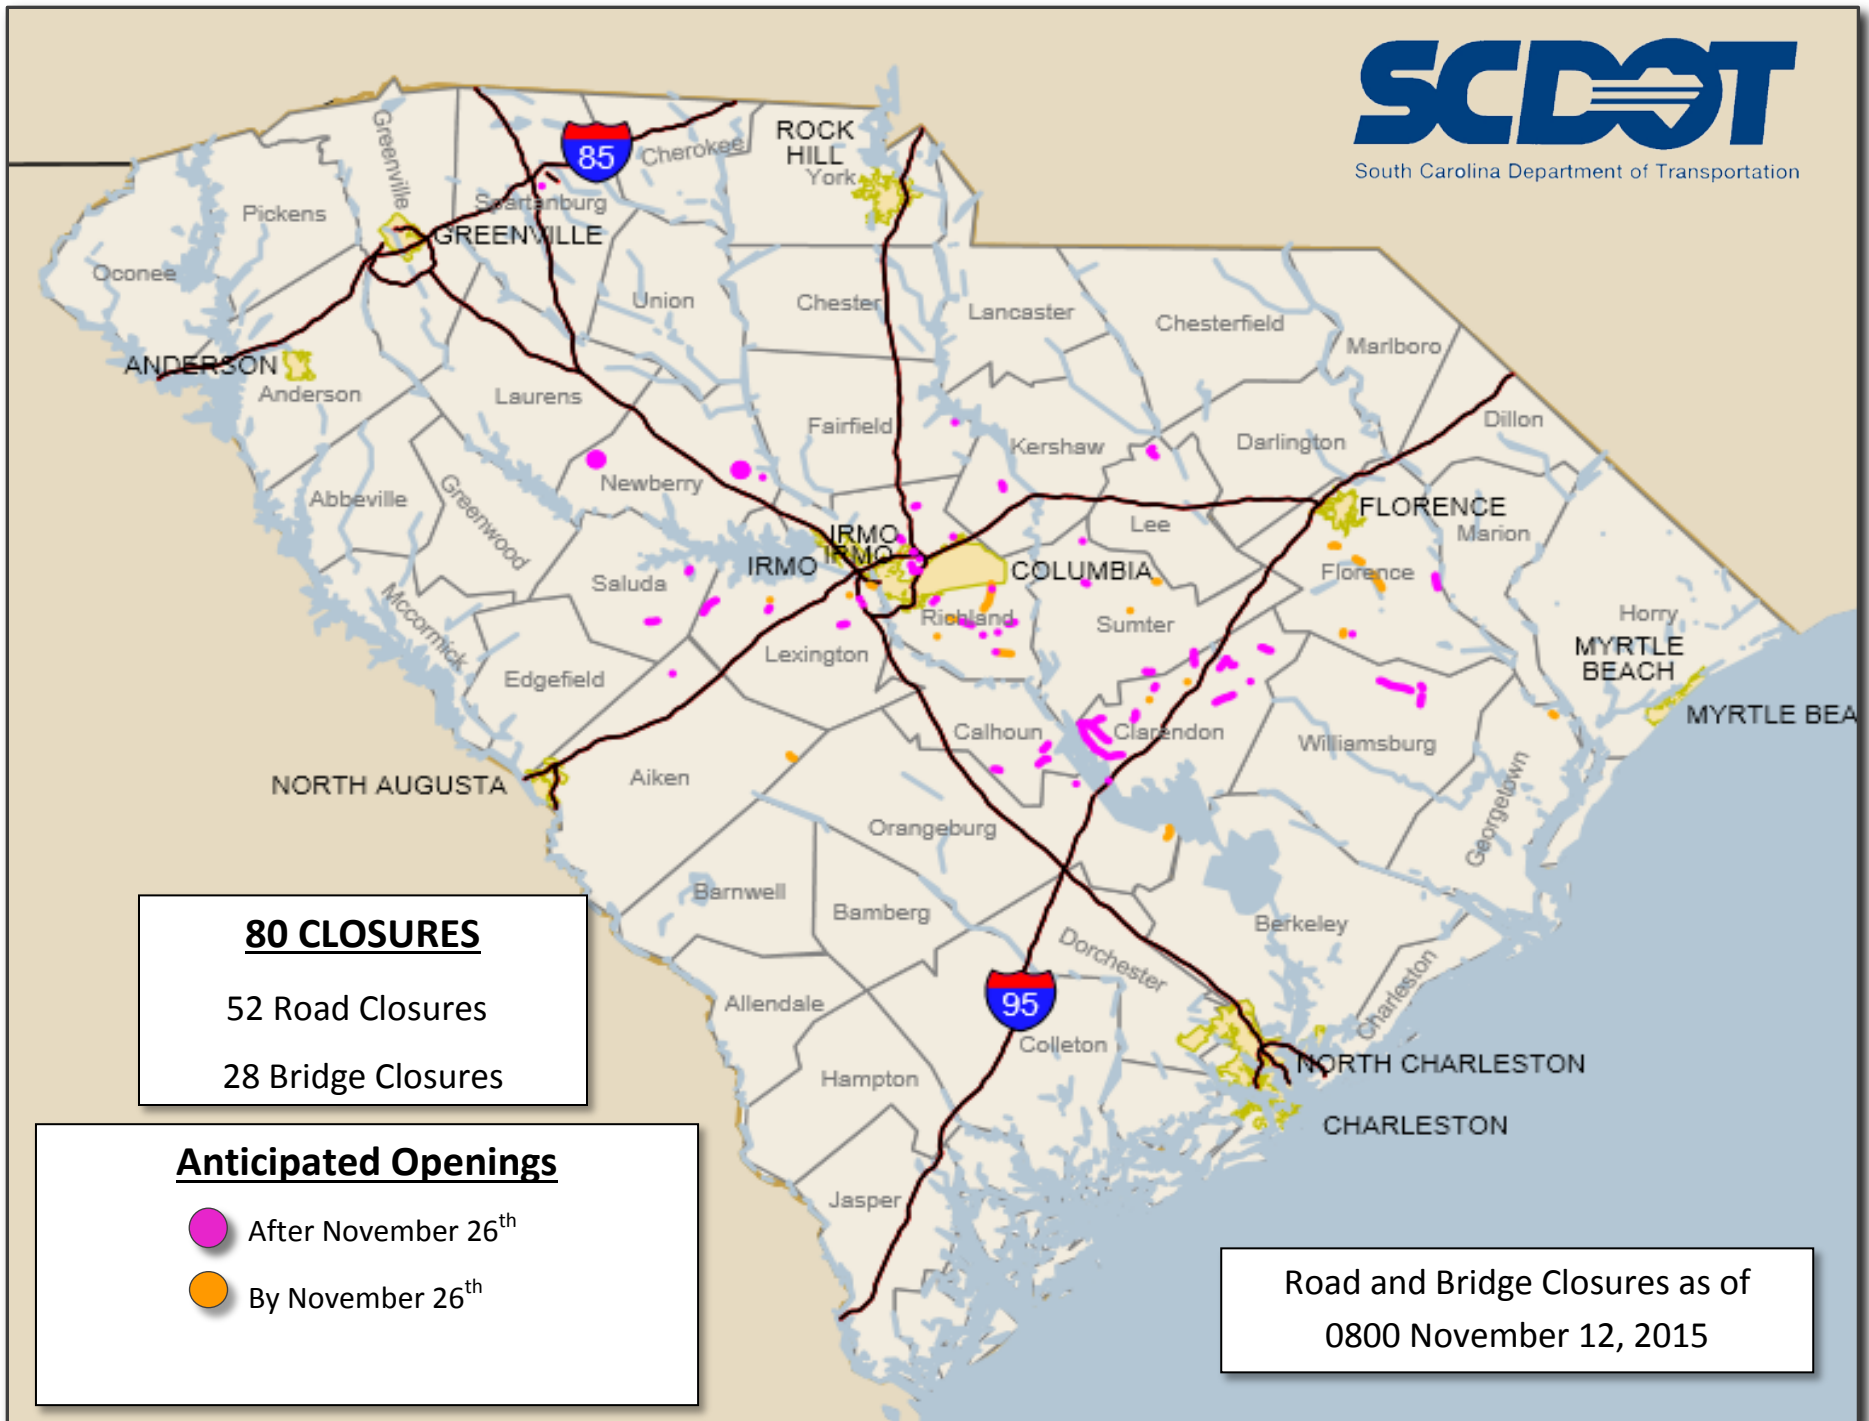 SCDOT
South Carolina Department of Transportation
ROCK
HILL
York
85
Cherokee
Greenville
Pickens
Spartanburg
GREENVILLE
Oconee
Union
Chester
Lancaster
Chesterfield
Marlboro
ANDERSON
Anderson
Laurens
Fairfield
Kershaw
Darlington
Dillon
Abbeville
Greenwood
Newberry
Lee
FLORENCE
Marion
IRMO
IRMO
IRMO
COLUMBIA
Florence
Saluda
Mccormick
Richland
Sumter
Horry
MYRTLE
BEACH
Edgefield
Lexington
MYRTLE BEA
Calhoun
Clarendon
Williamsburg
NORTH AUGUSTA
Aiken
Orangeburg
Georgetown
Barnwell
Bamberg
Berkeley
Dorchester
Charleston
Allendale
95
Colleton
NORTH CHARLESTON
Hampton
CHARLESTON
Jasper
80 CLOSURES
52 Road Closures
28 Bridge Closures
Anticipated Openings
After November 26th
By November 26th
Road and Bridge Closures as of
0800 November 12, 2015